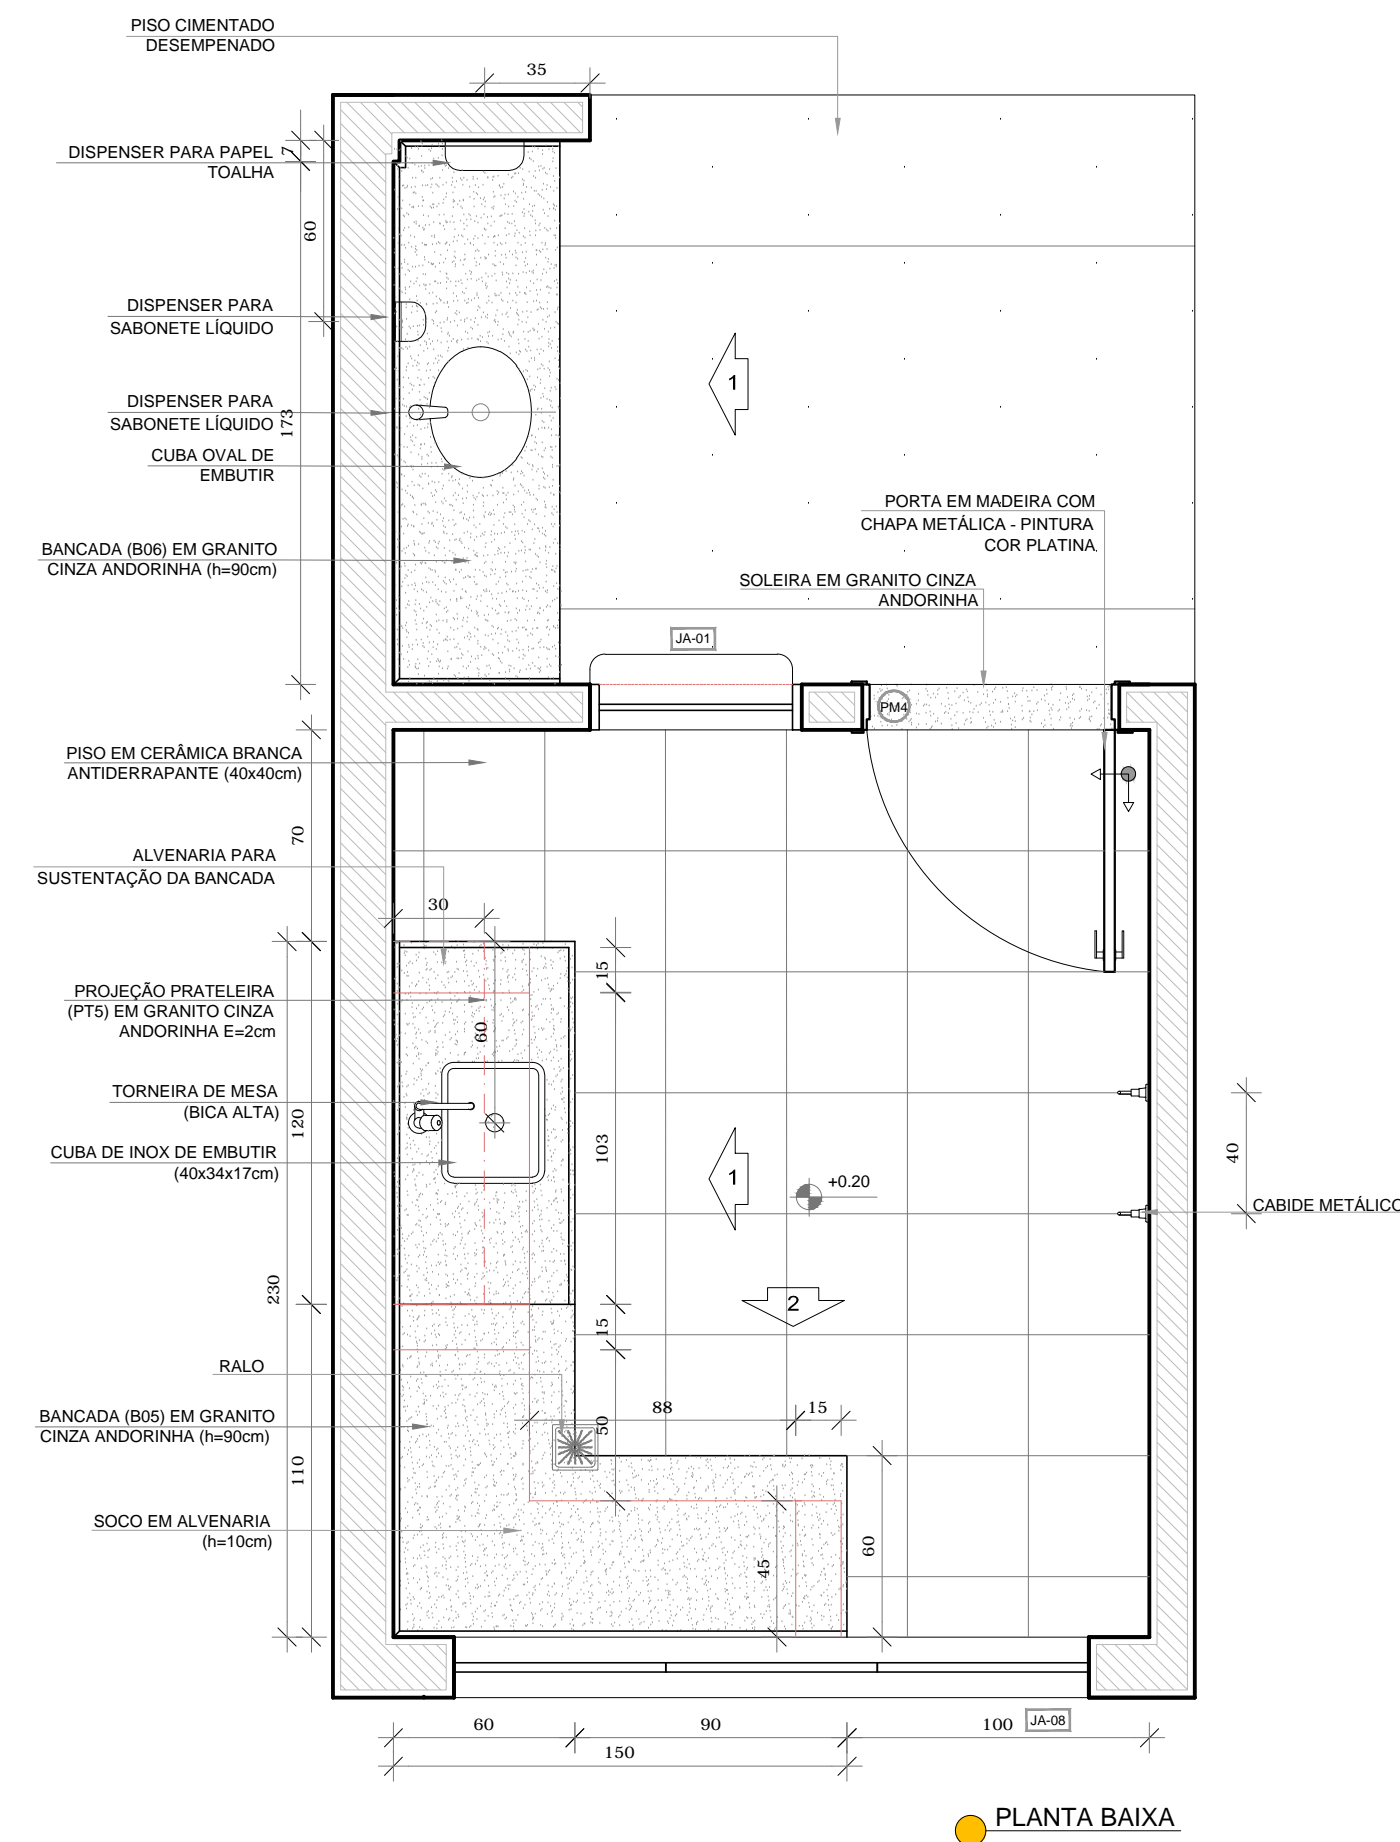 PISO CIMENTADO
DESEMPENADO
35
7
DISPENSER PARA PAPEL
TOALHA
60
DISPENSER PARA
SABONETE LÍQUIDO
1
DISPENSER PARA
SABONETE LÍQUIDO
173
CUBA OVAL DE
EMBUTIR
PORTA EM MADEIRA COM
CHAPA METÁLICA - PINTURA
COR PLATINA
BANCADA (B06) EM GRANITO
CINZA ANDORINHA (h=90cm)
SOLEIRA EM GRANITO CINZA
ANDORINHA
JA-01
PM4
PISO EM CERÂMICA BRANCA
ANTIDERRAPANTE (40x40cm)
70
ALVENARIA PARA
SUSTENTAÇÃO DA BANCADA
30
15
PROJEÇÃO PRATELEIRA
(PT5) EM GRANITO CINZA
ANDORINHA E=2cm
60
TORNEIRA DE MESA
(BICA ALTA)
120
103
40
CUBA DE INOX DE EMBUTIR
(40x34x17cm)
1
+0.20
CABIDE METÁLICO
230
2
15
RALO
88
15
50
BANCADA (B05) EM GRANITO
CINZA ANDORINHA (h=90cm)
110
SOCO EM ALVENARIA
(h=10cm)
45
60
60
90
100
JA-08
150
PLANTA BAIXA